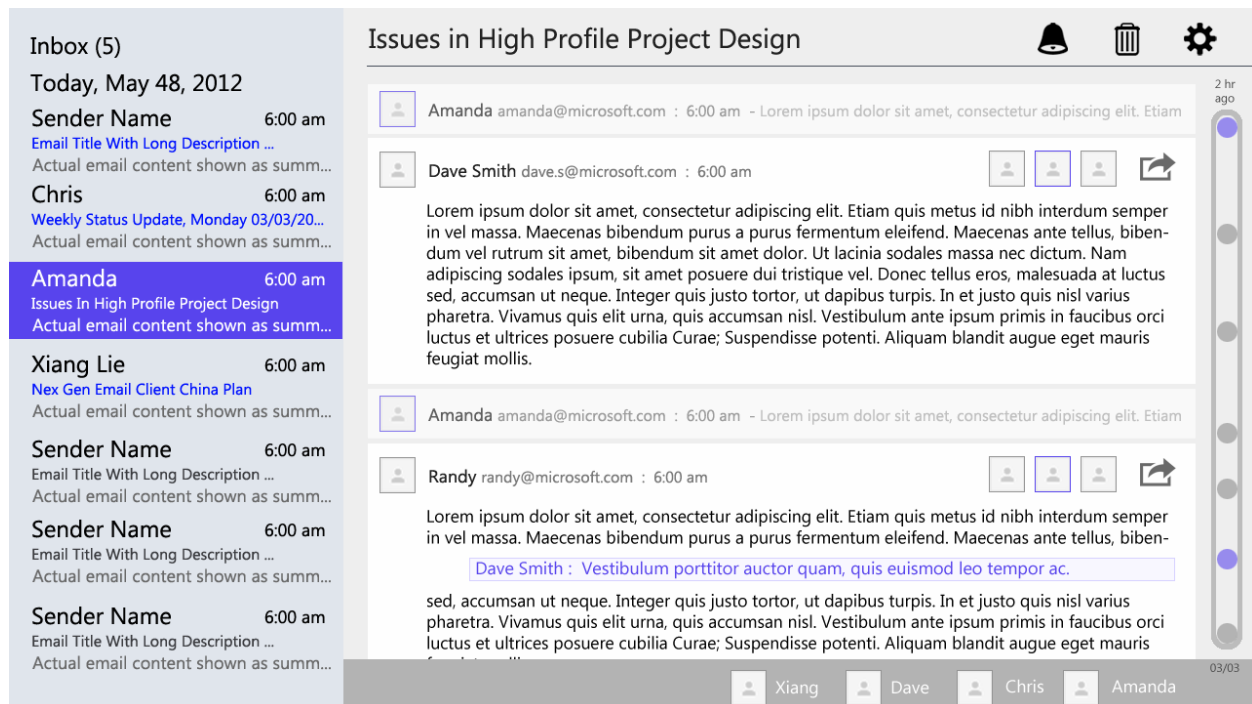 Inbox (5)
Today, May 48, 2012
Sender Name 6:00 am
Email Title With Long Description ...
Actual email content shown as summ...
Chris 6:00 am
Weekly Status Update, Monday 03/03/20...
Actual email content shown as summ...
Amanda 6:00 am
Issues In High Profile Project Design
Actual email content shown as summ...
Xiang Lie 6:00 am
Nex Gen Email Client China Plan
Actual email content shown as summ...
Sender Name 6:00 am
Email Title With Long Description ...
Actual email content shown as summ...
Sender Name 6:00 am
Email Title With Long Description ...
Actual email content shown as summ...
Sender Name 6:00 am
Email Title With Long Description ...
Actual email content shown as summ...
Issues in High Profile Project Design
Amanda amanda@microsoft.com : 6:00 am - Lorem ipsum dolor sit amet, consectetur adipiscing elit. Etiam
Dave Smith dave.s@microsoft.com : 6:00 am
Lorem ipsum dolor sit amet, consectetur adipiscing elit. Etiam quis metus id nibh interdum semper
in vel massa. Maecenas bibendum purus a purus fermentum eleifend. Maecenas ante tellus, biben-
dum vel rutrum sit amet, bibendum sit amet dolor. Ut lacinia sodales massa nec dictum. Nam
adipiscing sodales ipsum, sit amet posuere dui tristique vel. Donec tellus eros, malesuada at luctus
sed, accumsan ut neque. Integer quis justo tortor, ut dapibus turpis. In et justo quis nisl varius
pharetra. Vivamus quis elit urna, quis accumsan nisl. Vestibulum ante ipsum primis in faucibus orci
luctus et ultrices posuere cubilia Curae; Suspendisse potenti. Aliquam blandit augue eget mauris
feugiat mollis.
Amanda amanda@microsoft.com : 6:00 am - Lorem ipsum dolor sit amet, consectetur adipiscing elit. Etiam
Randy randy@microsoft.com : 6:00 am
Lorem ipsum dolor sit amet, consectetur adipiscing elit. Etiam quis metus id nibh interdum semper
in vel massa. Maecenas bibendum purus a purus fermentum eleifend. Maecenas ante tellus, biben-
Dave Smith : Vestibulum porttitor auctor quam, quis euismod leo tempor ac.
sed, accumsan ut neque. Integer quis justo tortor, ut dapibus turpis. In et justo quis nisl varius
pharetra. Vivamus quis elit urna, quis accumsan nisl. Vestibulum ante ipsum primis in faucibus orci
luctus et ultrices posuere cubilia Curae; Suspendisse potenti. Aliquam blandit augue eget mauris
2 hr
ago
03/03
Xiang Dave Chris Amanda